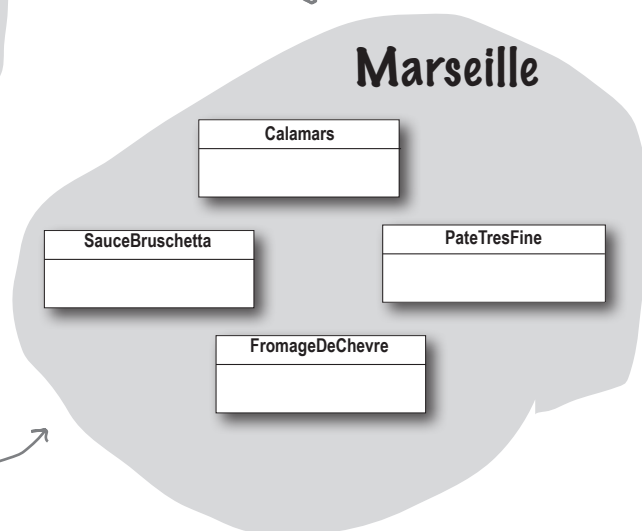 Marseille
Calamars
SauceBruschetta
PateTresFine
FromageDeChevre